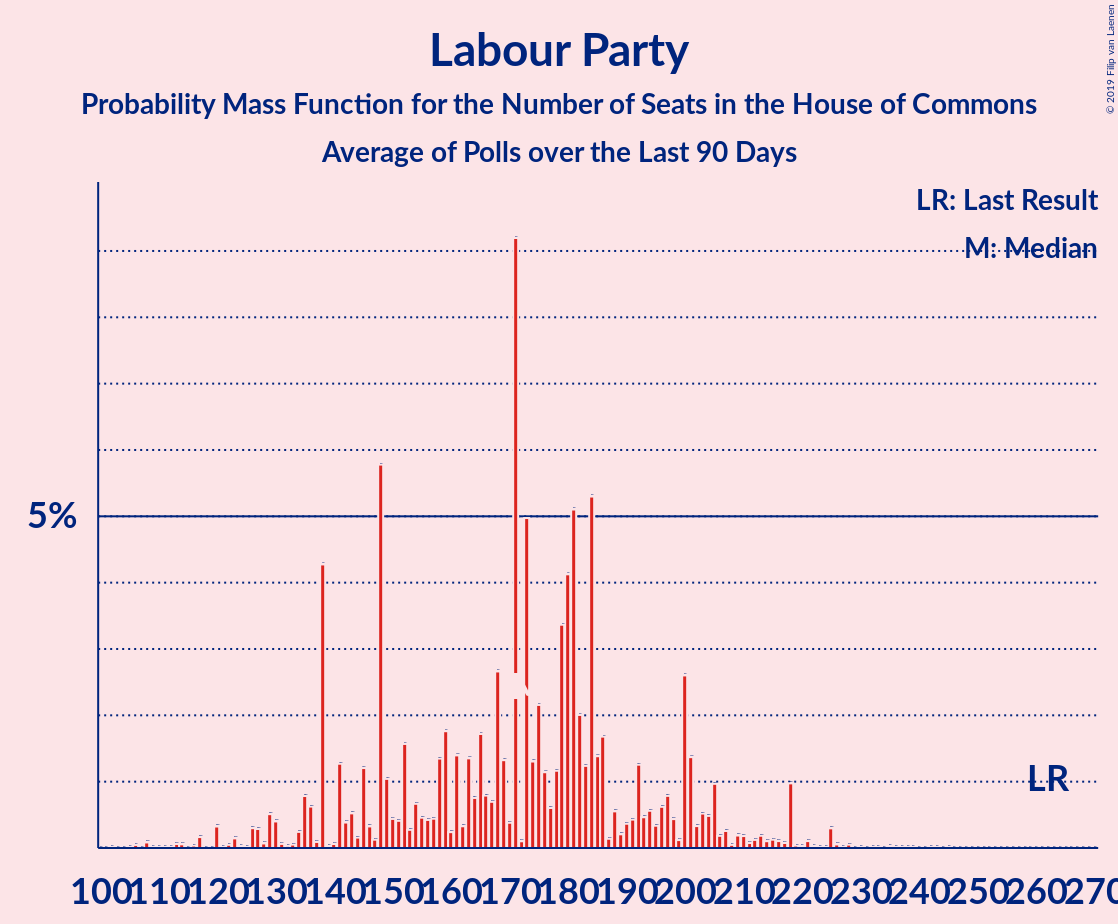 Labour Party
Probability Mass Function for the Number of Seats in the House of Commons
Average of Polls over the Last 90 Days
© 2019 Filip van Laenen
LR: Last Result
M: Median
5%
LR
100 110 120 130 140 150 160 170 180 190 200 210 220 230 240 250 260 270